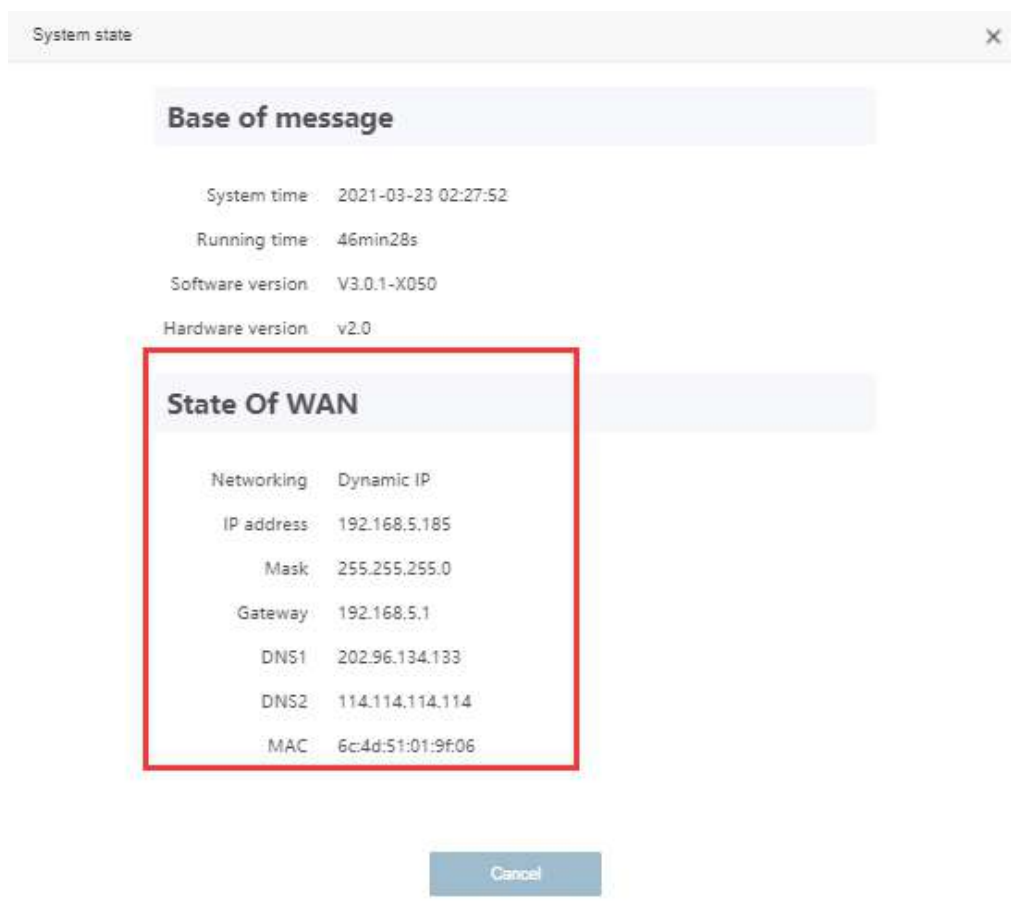 System state
Base of message
System time 2021-03-23 02:27:52
Running time 46min28s
Software version V3.0.1-X050
Hardware version v2.0
State Of WAN
Networking Dynamic IP
IP address 192.168.5.185
Mask 255.255.255.0
Gateway 192.168.5.1
DNS1 202.96.134.133
DNS2 114.114.114.114
MAC 6c:4d:51:01:9f:06
Cancel